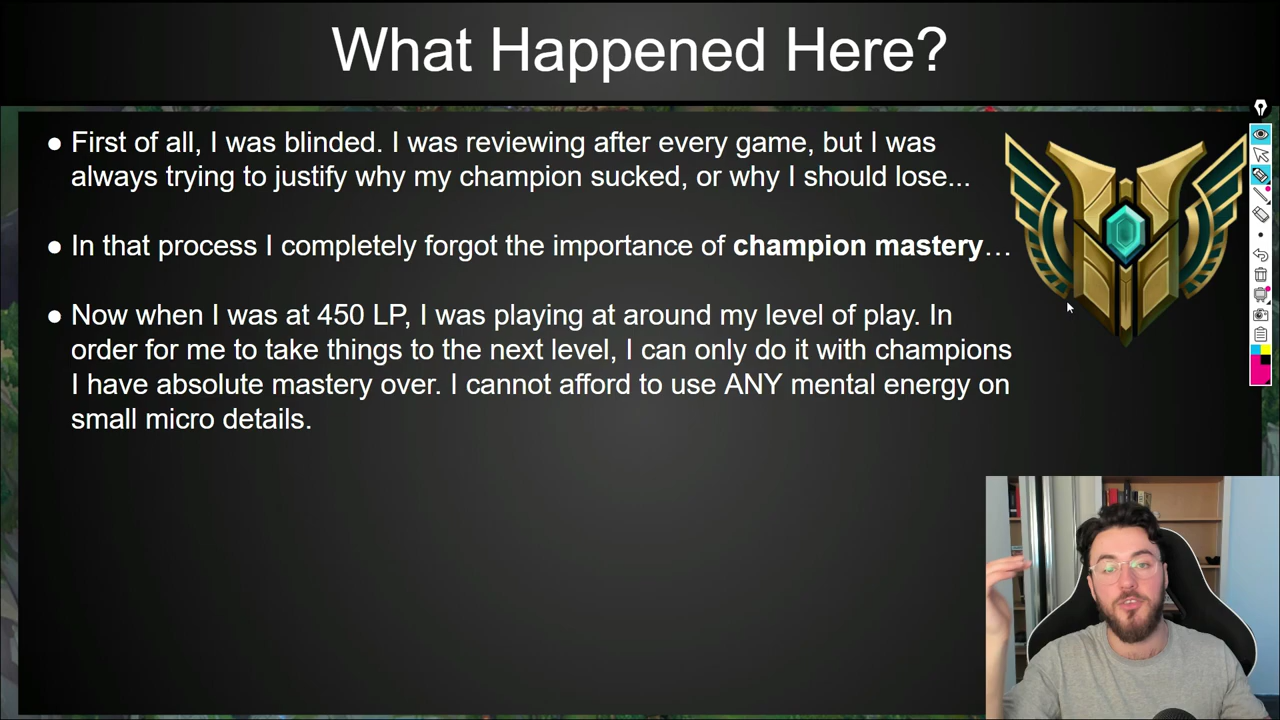 What Happened Here?
● First of all, I was blinded. I was reviewing after every game, but I was
always trying to justify why my champion sucked, or why I should lose...
● In that process I completely forgot the importance of champion mastery…
● Now when I was at 450 LP, I was playing at around my level of play. In
order for me to take things to the next level, I can only do it with champions
I have absolute mastery over. I cannot afford to use ANY mental energy on
small micro details.